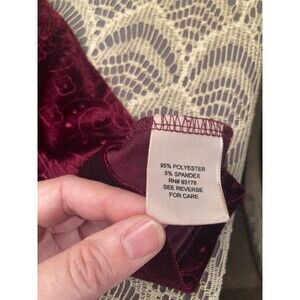 95% POLYESTER
5% SPANDEX
RN# 93178
SEE REVERSE
FOR CARE